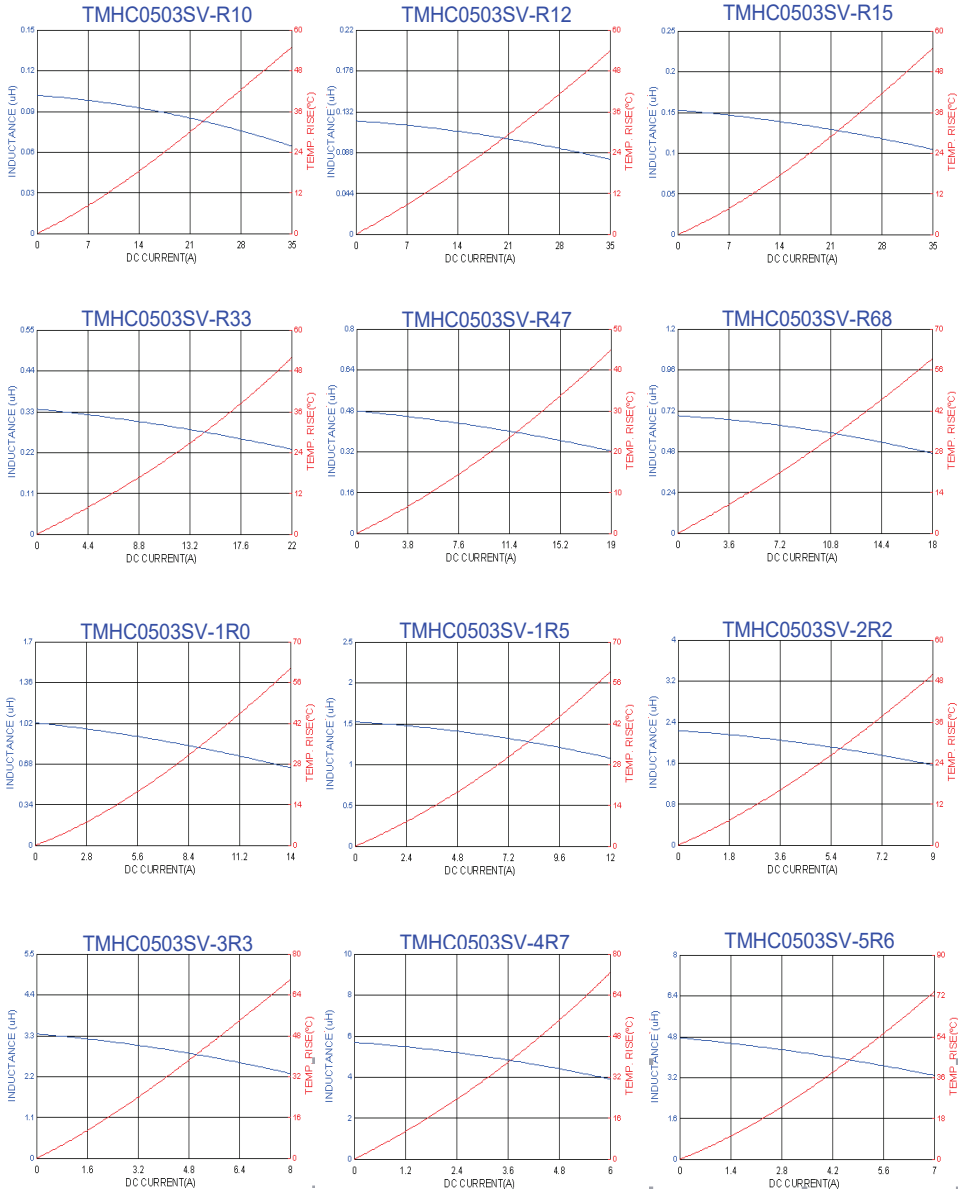 TMHC0503SV-R10
INDUCTANCE (uH)
0.15
0.12
0.09
0.06
0.03
0
60
48
36
24
12
0
TEMP. RISE(ºC)
0 7 14 21 28 35
DC CURRENT(A)
TMHC0503SV-R12
INDUCTANCE (uH)
0.22
0.176
0.132
0.088
0.044
0
60
48
36
24
12
0
TEMP. RISE(ºC)
0 7 14 21 28 35
DC CURRENT(A)
TMHC0503SV-R15
INDUCTANCE (uH)
0.25
0.2
0.15
0.1
0.05
0
60
48
36
24
12
0
TEMP. RISE(ºC)
0 7 14 21 28 35
DC CURRENT(A)
TMHC0503SV-R33
INDUCTANCE (uH)
0.55
0.44
0.33
0.22
0.11
0
60
48
36
24
12
0
TEMP. RISE(ºC)
0 4.4 8.8 13.2 17.6 22
DC CURRENT(A)
TMHC0503SV-R47
INDUCTANCE (uH)
0.8
0.64
0.48
0.32
0.16
0
50
40
30
20
10
0
TEMP. RISE(ºC)
0 3.8 7.6 11.4 15.2 19
DC CURRENT(A)
TMHC0503SV-R68
INDUCTANCE (uH)
1.2
0.96
0.72
0.48
0.24
0
70
56
42
28
14
0
TEMP. RISE(ºC)
0 3.6 7.2 10.8 14.4 18
DC CURRENT(A)
TMHC0503SV-1R0
INDUCTANCE (uH)
1.7
1.36
1.02
0.68
0.34
0
70
56
42
28
14
0
TEMP. RISE(ºC)
0 2.8 5.6 8.4 11.2 14
DC CURRENT(A)
TMHC0503SV-1R5
INDUCTANCE (uH)
2.5
2
1.5
1
0.5
0
70
56
42
28
14
0
TEMP. RISE(ºC)
0 2.4 4.8 7.2 9.6 12
DC CURRENT(A)
TMHC0503SV-2R2
INDUCTANCE (uH)
4
3.2
2.4
1.6
0.8
0
60
48
36
24
12
0
TEMP. RISE(ºC)
0 1.8 3.6 5.4 7.2 9
DC CURRENT(A)
TMHC0503SV-3R3
INDUCTANCE (uH)
5.5
4.4
3.3
2.2
1.1
0
80
64
48
32
16
0
TEMP. RISE(ºC)
0 1.6 3.2 4.8 6.4 8
DC CURRENT(A)
TMHC0503SV-4R7
INDUCTANCE (uH)
10
8
6
4
2
0
80
64
48
32
16
0
TEMP. RISE(ºC)
0 1.2 2.4 3.6 4.8 6
DC CURRENT(A)
TMHC0503SV-5R6
INDUCTANCE (uH)
8
6.4
4.8
3.2
1.6
0
90
72
54
36
18
0
TEMP. RISE(ºC)
0 1.4 2.8 4.2 5.6 7
DC CURRENT(A)